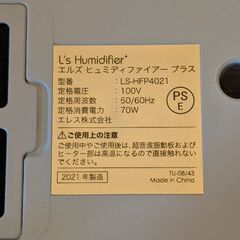 L's Humidifier+
エルズ ヒュミディファイアー プラス
型番 : LS-HFP4021
定格電圧 : 100V
定格周波数 : 50/60Hz
定格消費電力 : 70W
エレス株式会社
PS
E
⚠ご使用上の注意
ご使用中やご使用後は、超音波振動板および
ヒーター部は高温になるので直接手で触れ
ないでください。
2021年製造
TU-08/43
Made in China